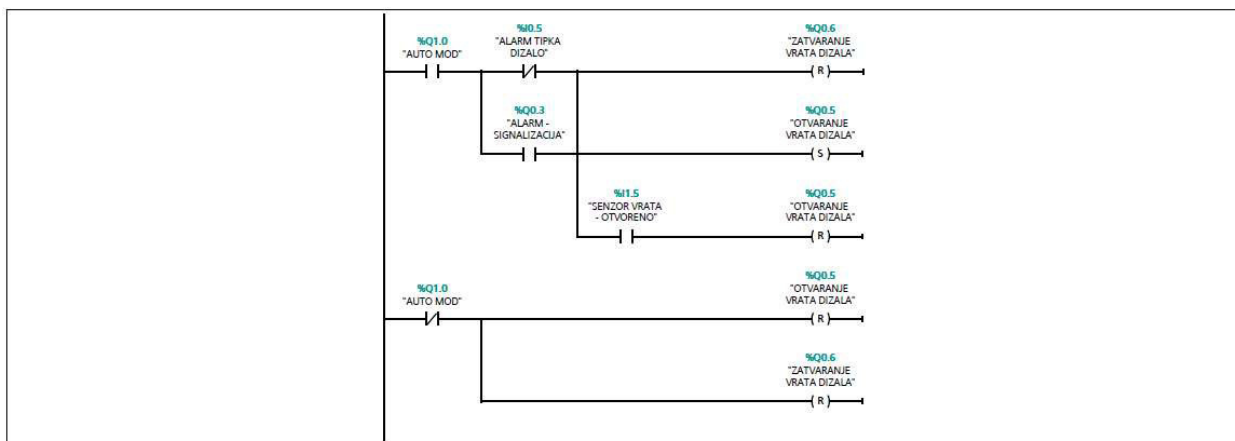 %Q1.0
"AUTO MOD"
%I0.5
"ALARM TIPKA
DIZALO"
%Q0.6
"ZATVARANJE
VRATA DIZALA"
( R )
%Q0.3
"ALARM -
SIGNALIZACIJA"
%Q0.5
"OTVARANJE
VRATA DIZALA"
( S )
%I1.5
"SENZOR VRATA
- OTVORENO"
%Q0.5
"OTVARANJE
VRATA DIZALA"
( R )
%Q1.0
"AUTO MOD"
%Q0.5
"OTVARANJE
VRATA DIZALA"
( R )
%Q0.6
"ZATVARANJE
VRATA DIZALA"
( R )